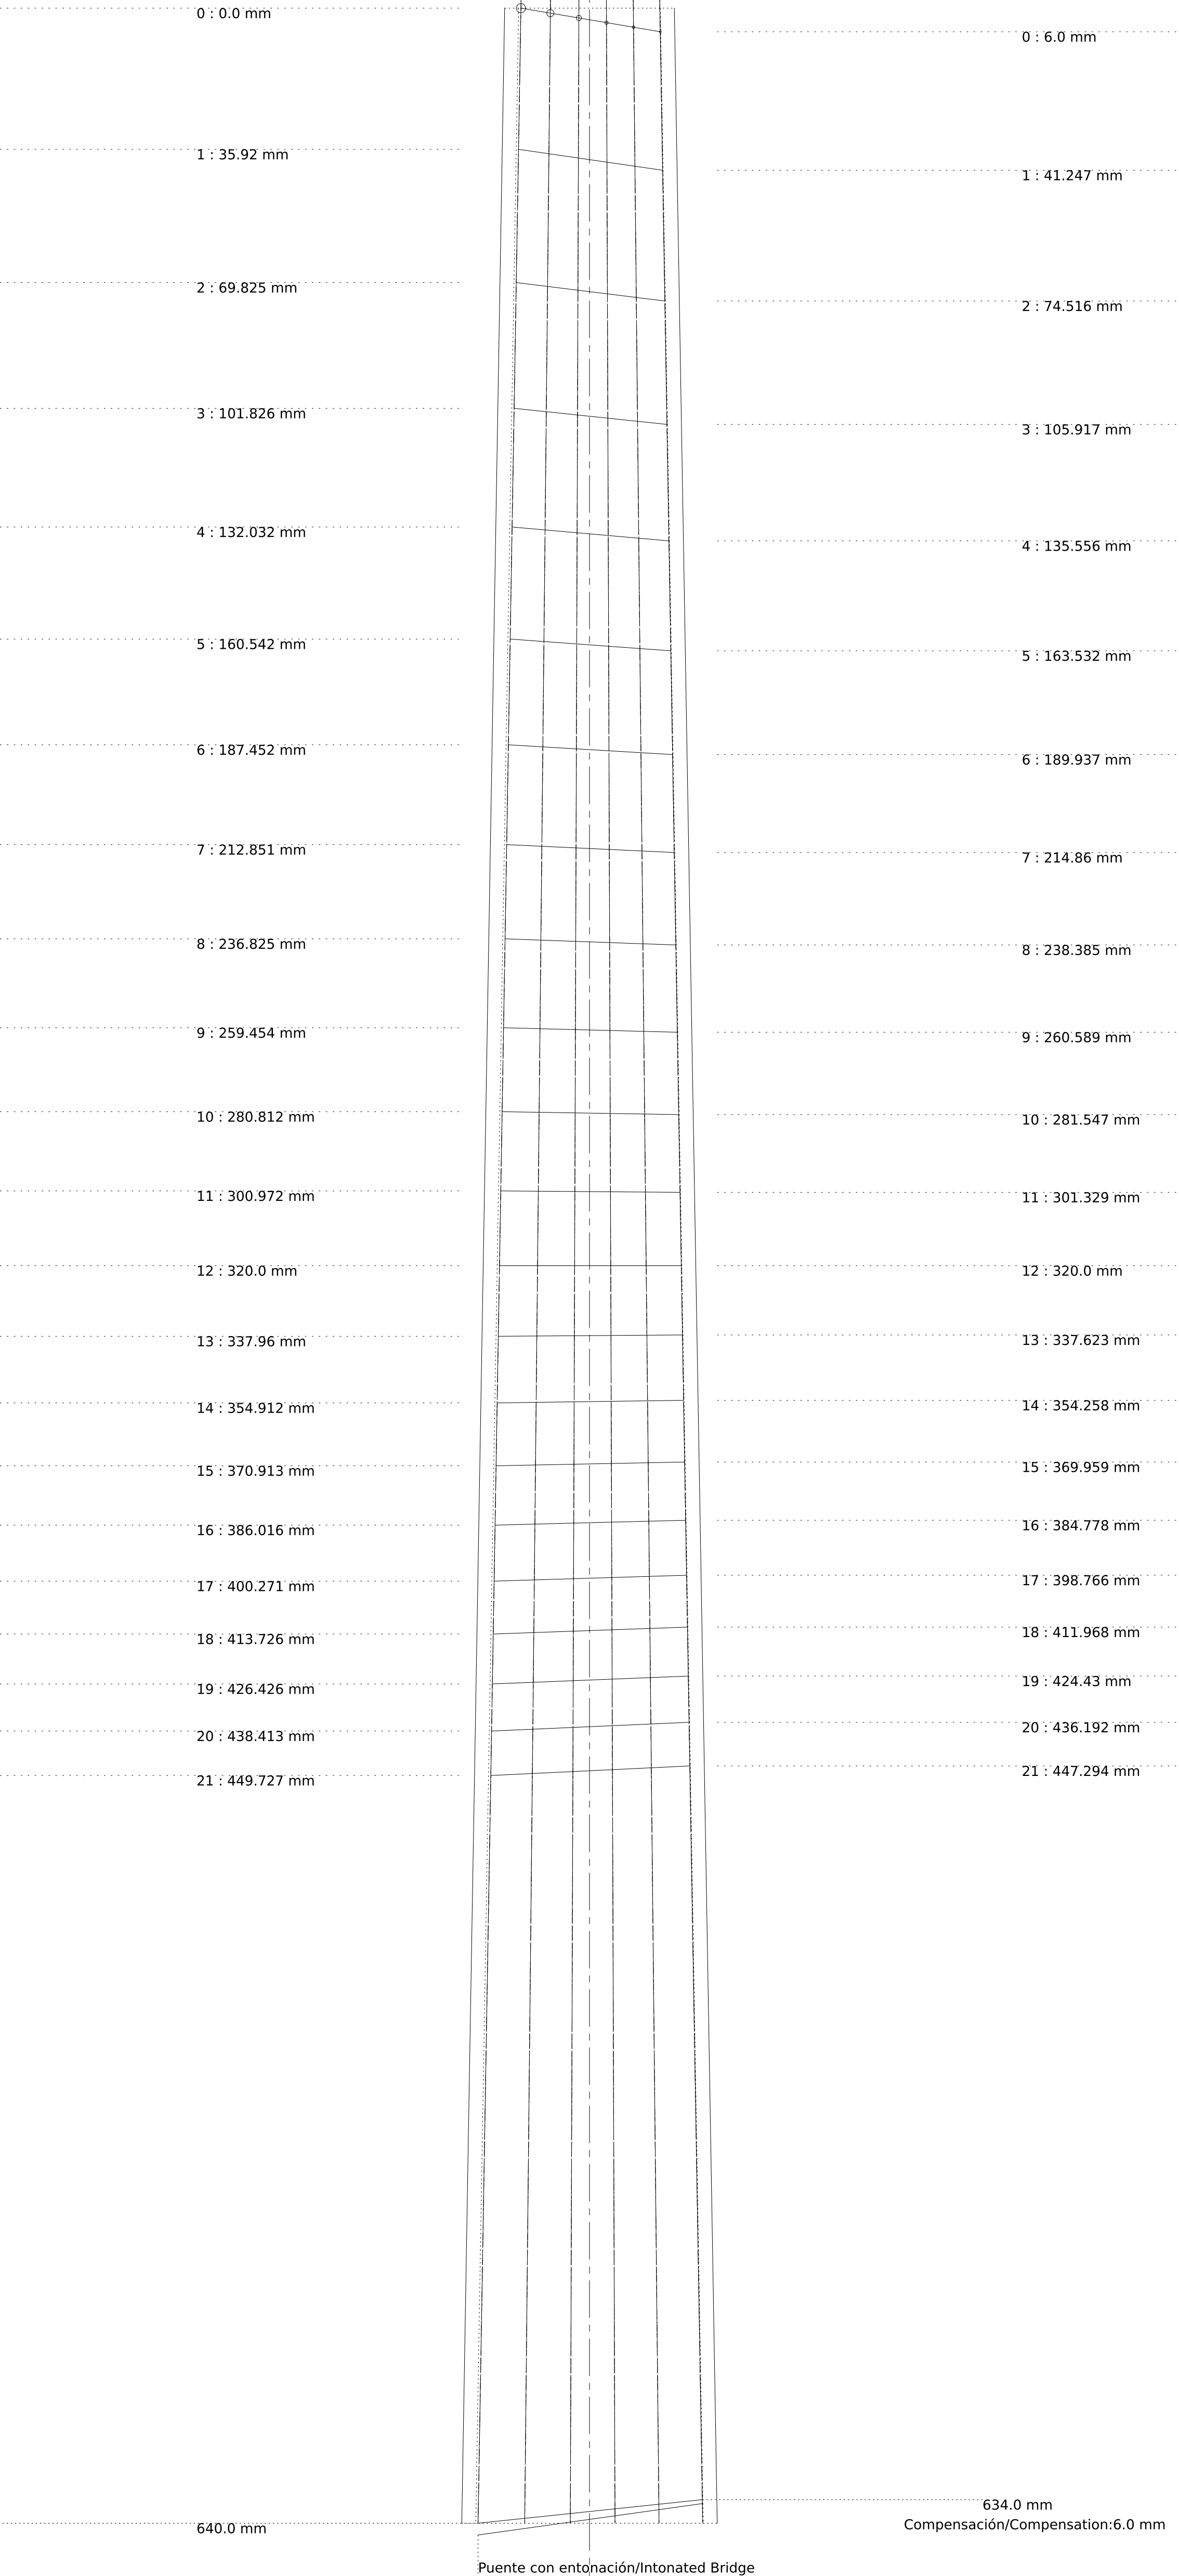 0 : 0.0 mm
0 : 6.0 mm
1 : 35.92 mm
1 : 41.247 mm
2 : 69.825 mm
2 : 74.516 mm
3 : 101.826 mm
3 : 105.917 mm
4 : 132.032 mm
4 : 135.556 mm
5 : 160.542 mm
5 : 163.532 mm
6 : 187.452 mm
6 : 189.937 mm
7 : 212.851 mm
7 : 214.86 mm
8 : 236.825 mm
8 : 238.385 mm
9 : 259.454 mm
9 : 260.589 mm
10 : 280.812 mm
10 : 281.547 mm
11 : 300.972 mm
11 : 301.329 mm
12 : 320.0 mm
12 : 320.0 mm
13 : 337.96 mm
13 : 337.623 mm
14 : 354.912 mm
14 : 354.258 mm
15 : 370.913 mm
15 : 369.959 mm
16 : 386.016 mm
16 : 384.778 mm
17 : 400.271 mm
17 : 398.766 mm
18 : 413.726 mm
18 : 411.968 mm
19 : 426.426 mm
19 : 424.43 mm
20 : 438.413 mm
20 : 436.192 mm
21 : 449.727 mm
21 : 447.294 mm
634.0 mm
640.0 mm
Compensación/Compensation:6.0 mm
Puente con entonación/Intonated Bridge